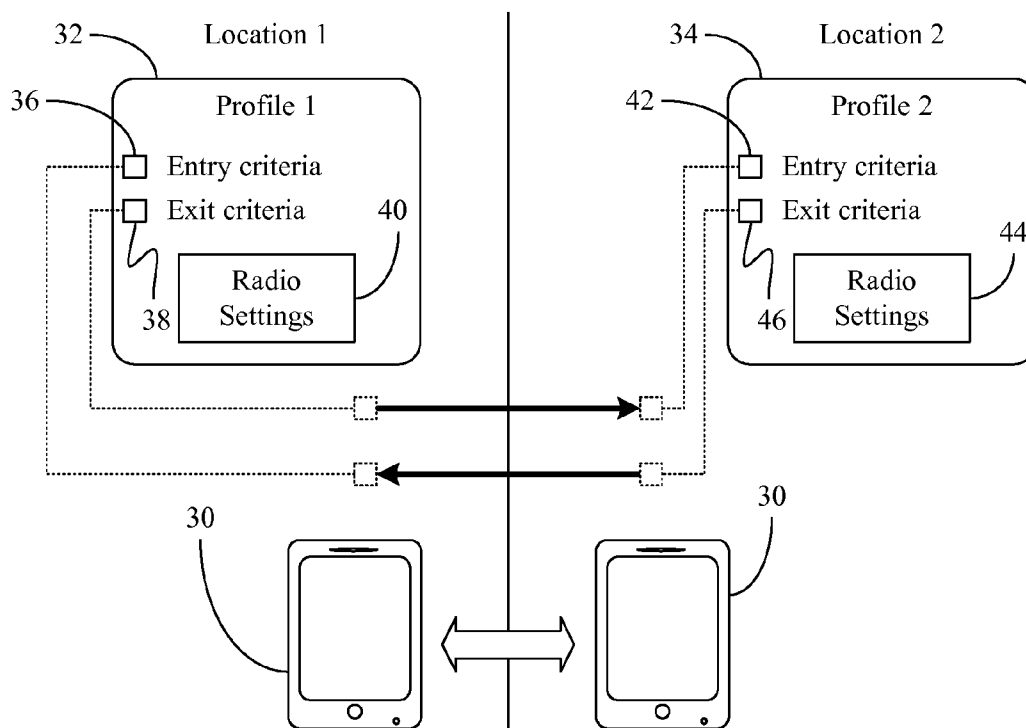 Location 1
Location 2
32
34
36
Profile 1
42
Profile 2
Entry criteria
Entry criteria
Exit criteria
40
Exit criteria
44
Radio
Settings
38
Radio
Settings
46
30
30